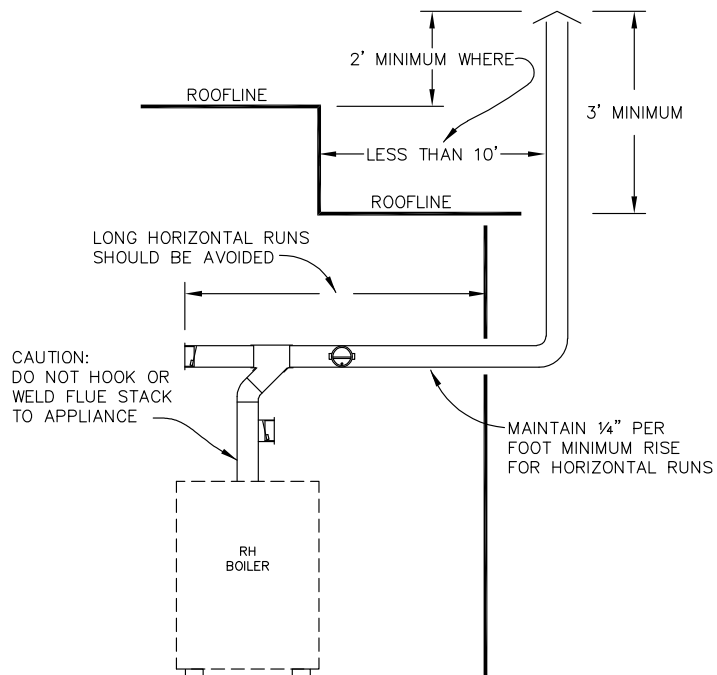 2' MINIMUM WHERE
ROOFLINE
3' MINIMUM
LESS THAN 10'
ROOFLINE
LONG HORIZONTAL RUNS
SHOULD BE AVOIDED
CAUTION:
DO NOT HOOK OR
WELD FLUE STACK
TO APPLIANCE
MAINTAIN ¼" PER
FOOT MINIMUM RISE
FOR HORIZONTAL RUNS
RH
BOILER